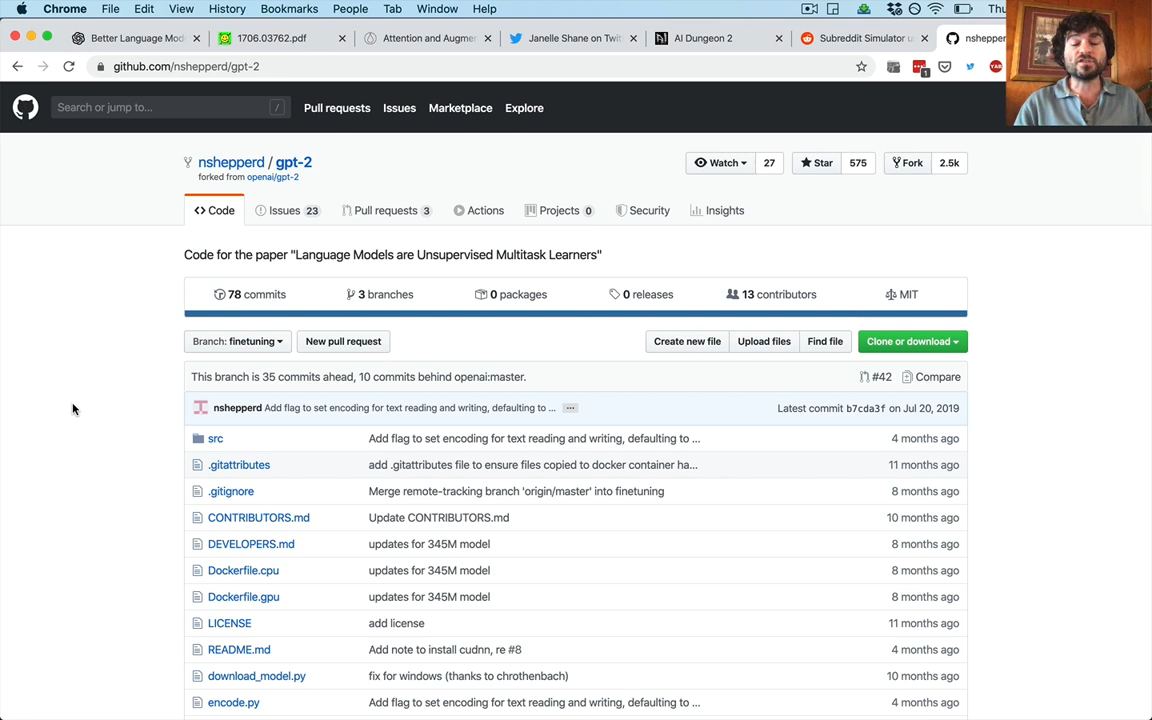 Chrome File Edit View History Bookmarks People Tab Window Help Thu
Better Language Mod 1706.03762.pdf Attention and Augmen Janelle Shane on Twit AI Dungeon 2 Subreddit Simulator u nshepper
github.com/nshepperd/gpt-2
Search or jump to... / Pull requests Issues Marketplace Explore
nshepperd / gpt-2 Watch 27 Star 575 Fork 2.5k
forked from openai/gpt-2
Code Issues 23 Pull requests 3 Actions Projects 0 Security Insights
Code for the paper "Language Models are Unsupervised Multitask Learners"
78 commits 3 branches 0 packages 0 releases 13 contributors MIT
Branch: finetuning New pull request Create new file Upload files Find file Clone or download
This branch is 35 commits ahead, 10 commits behind openai:master. #42 Compare
nshepperd Add flag to set encoding for text reading and writing, defaulting to ... Latest commit b7cda3f on Jul 20, 2019
src Add flag to set encoding for text reading and writing, defaulting to ... 4 months ago
.gitattributes add .gitattributes file to ensure files copied to docker container ha... 11 months ago
.gitignore Merge remote-tracking branch 'origin/master' into finetuning 8 months ago
CONTRIBUTORS.md Update CONTRIBUTORS.md 10 months ago
DEVELOPERS.md updates for 345M model 8 months ago
Dockerfile.cpu updates for 345M model 8 months ago
Dockerfile.gpu updates for 345M model 8 months ago
LICENSE add license 11 months ago
README.md Add note to install cudnn, re #8 4 months ago
download_model.py fix for windows (thanks to chrothenbach) 10 months ago
encode.py Add flag to set encoding for text reading and writing, defaulting to ... 4 months ago